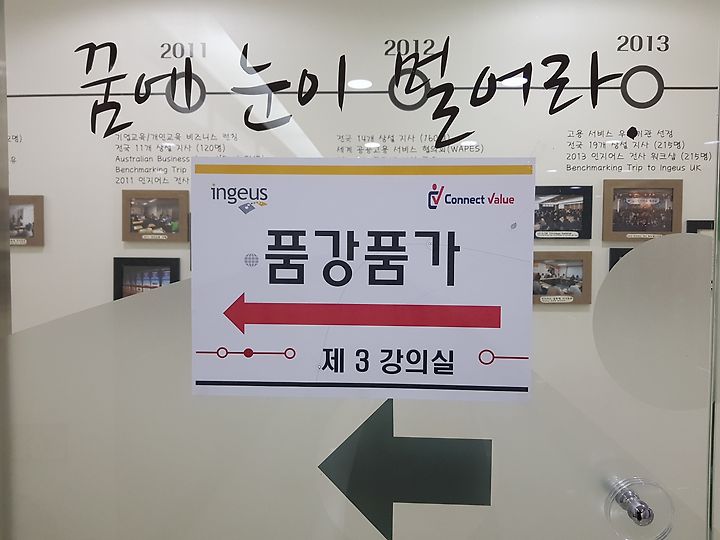 2011 2012 2013
꿈에 눈이 멀어라.
기업교육/개인교육 비즈니스 런칭
전국 11개 상설 지사 (120명)
Australian Business
Benchmarking Trip
2011 인지어스 전사
전국 14개 상설 지사 (160명)
세계 공공고용 서비스 협의회(WAPES)
고용 서비스 우 기관 선정
전국 19개 상설 지사 (215명)
2013 인지어스 전사 워크샵 (215명)
Benchmarking Trip to Ingeus UK
ingeus
Connect Value
품강품가
제 3 강의실